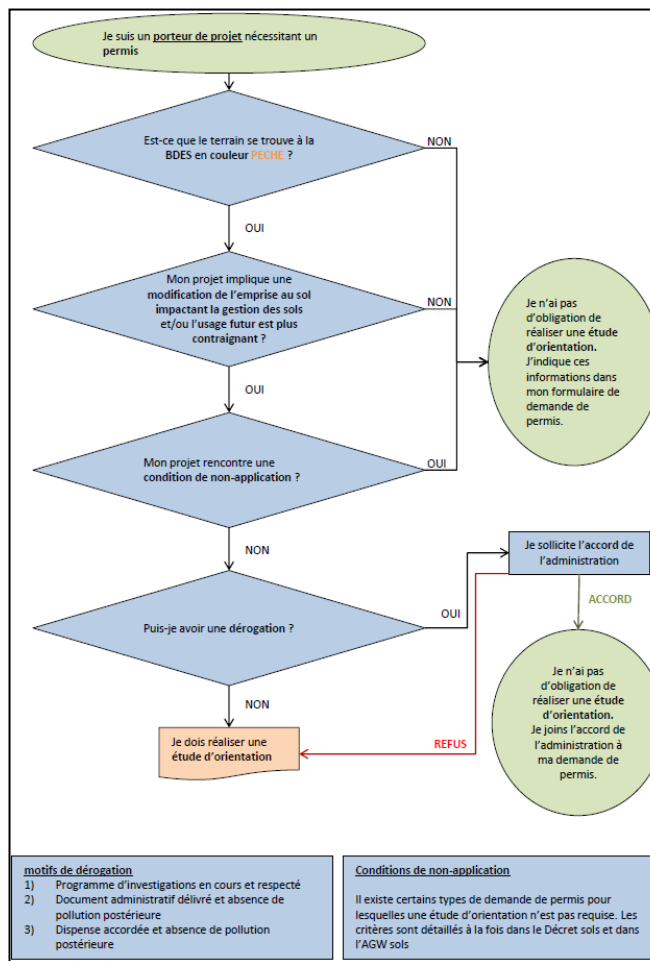 Je suis un porteur de projet nécessitant un
permis
Est-ce que le terrain se trouve à la
BDES en couleur PECHE ?
NON
OUI
Mon projet implique une
modification de l'emprise au sol
impactant la gestion des sols
et/ou l'usage futur est plus
contraignant ?
NON
OUI
Je n'ai pas
d'obligation de
réaliser une étude
d'orientation.
J'indique ces
informations dans
mon formulaire de
demande de
permis.
Mon projet rencontre une
condition de non-application ?
OUI
NON
Je sollicite l'accord de
l'administration
Puis-je avoir une dérogation ?
OUI
ACCORD
NON
Je dois réaliser une
étude d'orientation
REFUS
Je n'ai pas
d'obligation de
réaliser une étude
d'orientation.
Je joins l'accord de
l'administration à
ma demande de
permis.
motifs de dérogation
1) Programme d'investigations en cours et respecté
2) Document administratif délivré et absence de
pollution postérieure
3) Dispense accordée et absence de pollution
postérieure
Conditions de non-application
Il existe certains types de demande de permis pour
lesquelles une étude d'orientation n'est pas requise. Les
critères sont détaillés à la fois dans le Décret sols et dans
l'AGW sols